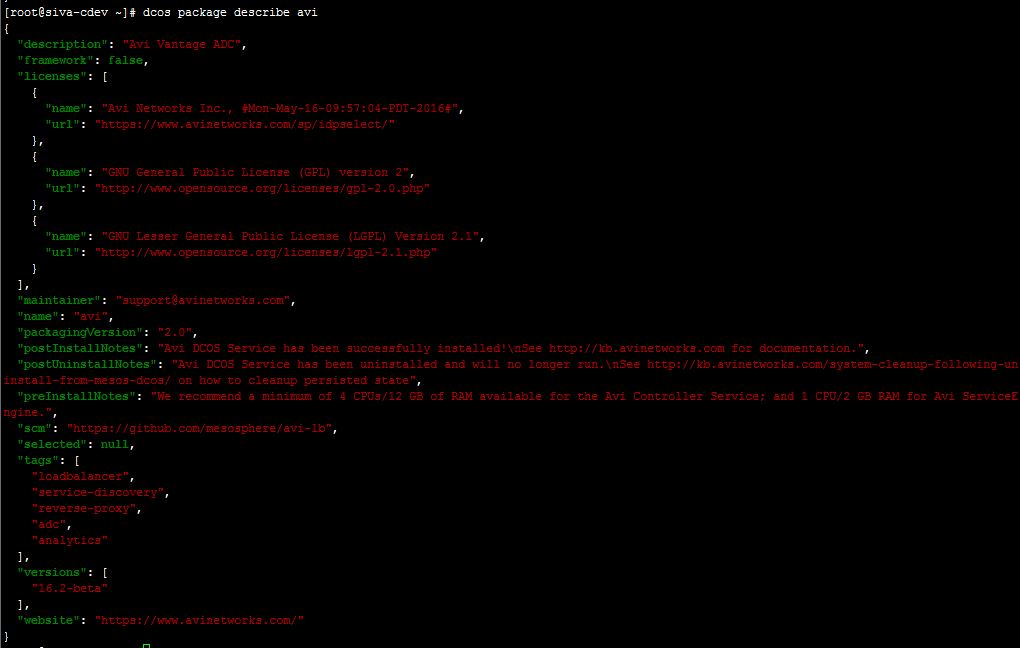 [root@siva-cdev ~]# dcos package describe avi
{
  "description": "Avi Vantage ADC",
  "framework": false,
  "licenses": [
    {
      "name": "Avi Networks Inc., #Mon-May-16-09:57:04-PDT-2016#",
      "url": "https://www.avinetworks.com/sp/idpselect/"
    },
    {
      "name": "GNU General Public License (GPL) version 2",
      "url": "http://www.opensource.org/licenses/gpl-2.0.php"
    },
    {
      "name": "GNU Lesser General Public License (LGPL) Version 2.1",
      "url": "http://www.opensource.org/licenses/lgpl-2.1.php"
    }
  ],
  "maintainer": "support@avinetworks.com",
  "name": "avi",
  "packagingVersion": "2.0",
  "postInstallNotes": "Avi DCOS Service has been successfully installed!\nSee http://kb.avinetworks.com for documentation.",
  "postUninstallNotes": "Avi DCOS Service has been uninstalled and will no longer run.\nSee http://kb.avinetworks.com/system-cleanup-following-un
install-from-mesos-dcos/ on how to cleanup persisted state",
  "preInstallNotes": "We recommend a minimum of 4 CPUs/12 GB of RAM available for the Avi Controller Service; and 1 CPU/2 GB RAM for Avi ServiceE
ngine.",
  "scm": "https://github.com/mesosphere/avi-lb",
  "selected": null,
  "tags": [
    "loadbalancer",
    "service-discovery",
    "reverse-proxy",
    "adc",
    "analytics"
  ],
  "versions": [
    "16.2-beta"
  ],
  "website": "https://www.avinetworks.com/"
}